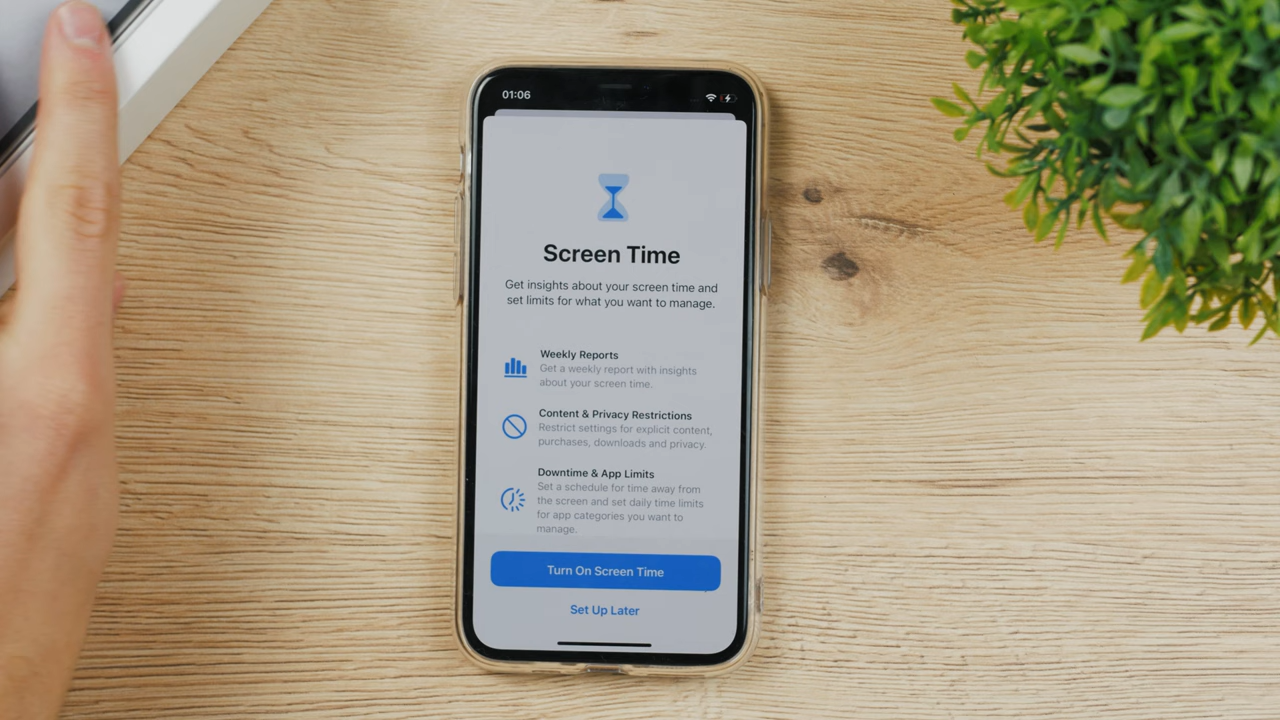 01:06
Screen Time
Get insights about your screen time and
set limits for what you want to manage.
Weekly Reports
Get a weekly report with insights
about your screen time.
Content & Privacy Restrictions
Restrict settings for explicit content,
purchases, downloads and privacy.
Downtime & App Limits
Set a schedule for time away from
the screen and set daily time limits
for app categories you want to
manage.
Turn On Screen Time
Set Up Later